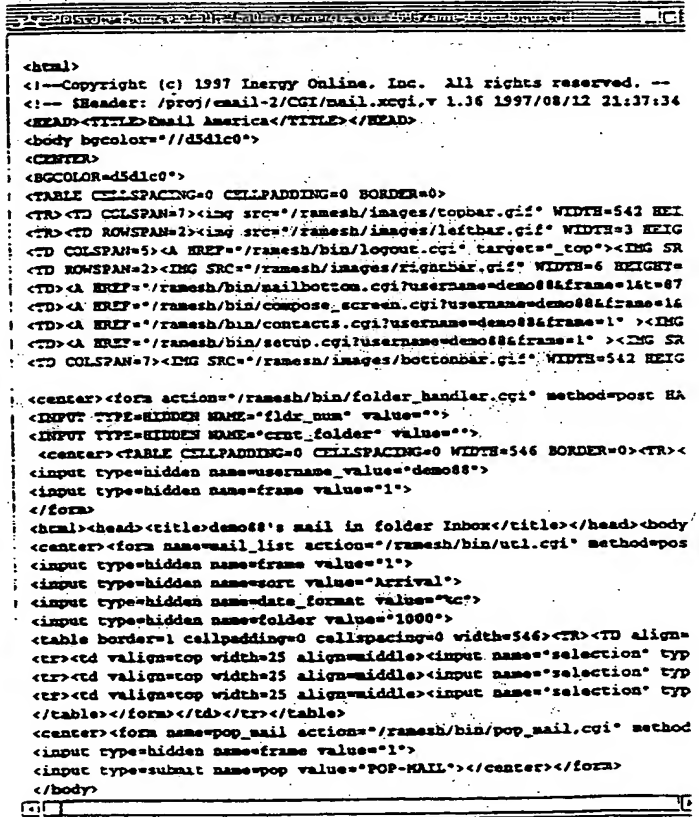 <html>
<!--Copyright (c) 1997 Inergy Online, Inc. All rights reserved. --
<!-- $Header: /proj/email-2/CGI/mail.xcgi,v 1.36 1997/08/12 21:37:34
<HEAD><TITLE>Email America</TITLE></HEAD>
<body bgcolor="//d5d1c0">
<CENTER>
<BGCOLOR=d5d1c0">
<TABLE CELLSPACING=0 CELLPADDING=0 BORDER=0>
<TR><TD COLSPAN=7><img src="/ramesh/images/topbar.gif" WIDTH=542 HEI
<TR><TD ROWSPAN=2><img src="/ramesh/images/leftbar.gif" WIDTH=3 HEIG
<TD COLSPAN=5><A HREF="/ramesh/bin/logout.cgi" target="_top"><IMG SR
<TD ROWSPAN=2><IMG SRC="/ramesh/images/rightbar.gif" WIDTH=6 HEIGHT=
<TD><A HREF="/ramesh/bin/mailbotton.cgi?username=demo88&frame=1&t=87
<TD><A HREF="/ramesh/bin/compose_screen.cgi?username=demo88&frame=1&
<TD><A HREF="/ramesh/bin/contacts.cgi?username=demo88&frame=1" ><IMG
<TD><A HREF="/ramesh/bin/setup.cgi?username=demo88&frame=1" ><IMG SR
<TD COLSPAN=7><IMG SRC="/ramesh/images/bottonbar.gif" WIDTH=542 HEIG
<center><form action="/ramesh/bin/folder_handler.cgi" method=post HA
<INPUT TYPE=HIDDEN NAME="fldr_num" value="">
<INPUT TYPE=HIDDEN NAME="crnt_folder" value="">
<center><TABLE CELLPADDING=0 CELLSPACING=0 WIDTH=546 BORDER=0><TR><
<input type=hidden name=username_value="demo88">
<input type=hidden name=frame value="1">
</form>
<html><head><title>demo88's mail in folder Inbox</title></head><body
<center><form name=mail_list action="/ramesh/bin/utl.cgi" method=pos
<input type=hidden name=frame value="1">
<input type=hidden name=sort value="Arrival">
<input type=hidden name=date_format value="%c">
<input type=hidden name=folder value="1000">
<table border=1 cellpadding=0 cellspacing=0 width=546><TR><TD align=
<tr><td valign=top width=25 align=middle><input name="selection" typ
<tr><td valign=top width=25 align=middle><input name="selection" typ
<tr><td valign=top width=25 align=middle><input name="selection" typ
</table></form></td></tr></table>
<center><form name=pop_mail action="/ramesh/bin/pop_mail.cgi" method
<input type=hidden name=frame value="1">
<input type=submit name=pop value="POP-MAIL"></center></form>
</body>